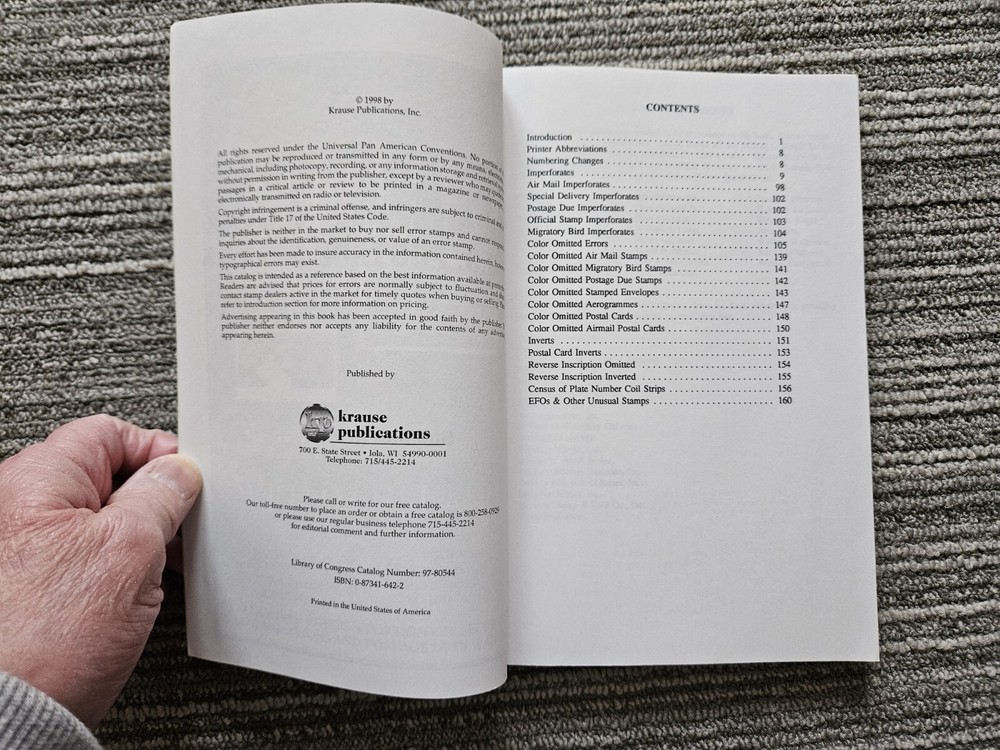 © 1998 by
Krause Publications, Inc.
All rights reserved under the Universal Pan American Conventions. No portion
publication may be reproduced or transmitted in any form or by any means,
mechanical, including photocopy, recording, or any information storage and retrieval
without permission in writing from the publisher, except by a reviewer who may quote
passages in a critical article or review to be printed in a magazine or
electronically transmitted on radio or television.
Copyright infringement is a criminal offense, and infringers are subject to criminal
penalties under Title 17 of the United States Code.
The publisher is neither in the market to buy nor sell error stamps and cannot
inquiries about the identification, genuineness, or value of an error stamp.
Every effort has been made to insure accuracy in the information contained herein,
typographical errors may exist.
This catalog is intended as a reference based on the best information available at
Readers are advised that prices for errors are normally subject to fluctuation and
contact stamp dealers active in the market for timely quotes when buying or selling.
refer to introduction section for more information on pricing.
Advertising appearing in this book has been accepted in good faith by the publisher.
publisher neither endorses nor accepts any liability for the contents of any
appearing herein.
Published by
kp
krause
publications
700 E. State Street • Iola, WI 54990-0001
Telephone: 715/445-2214
Please call or write for our free catalog.
Our toll-free number to place an order or obtain a free catalog is 800-258-0929
or please use our regular business telephone 715-445-2214
for editorial comment and further information.
Library of Congress Catalog Number: 97-80544
ISBN: 0-87341-642-2
Printed in the United States of America
CONTENTS
Introduction ........................ 1
Printer Abbreviations ........................ 8
Numbering Changes ........................ 8
Imperforates ........................ 9
Air Mail Imperforates ........................ 98
Special Delivery Imperforates ........................ 102
Postage Due Imperforates ........................ 102
Official Stamp Imperforates ........................ 103
Migratory Bird Imperforates ........................ 104
Color Omitted Errors ........................ 105
Color Omitted Air Mail Stamps ........................ 139
Color Omitted Migratory Bird Stamps ........................ 141
Color Omitted Postage Due Stamps ........................ 142
Color Omitted Stamped Envelopes ........................ 143
Color Omitted Aerogrammes ........................ 147
Color Omitted Postal Cards ........................ 148
Color Omitted Airmail Postal Cards ........................ 150
Inverts ........................ 151
Postal Card Inverts ........................ 153
Reverse Inscription Omitted ........................ 154
Reverse Inscription Inverted ........................ 155
Census of Plate Number Coil Strips ........................ 156
EFOs & Other Unusual Stamps ........................ 160